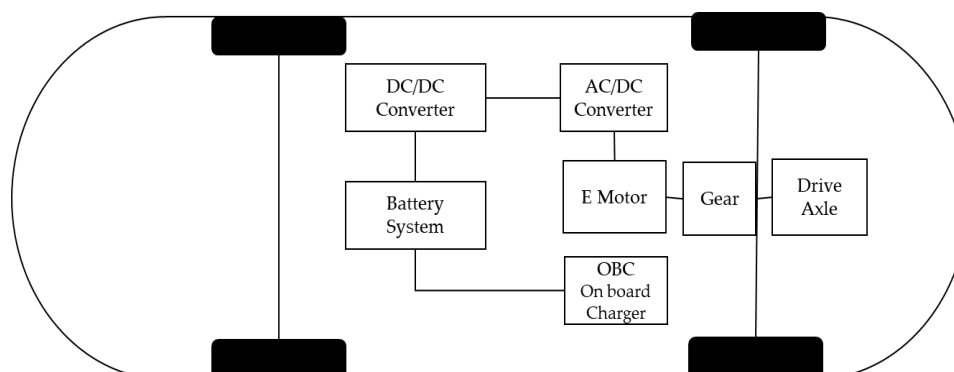 DC/DC
Converter
AC/DC
Converter
Battery
System
E Motor
Gear
Drive
Axle
OBC
On board
Charger